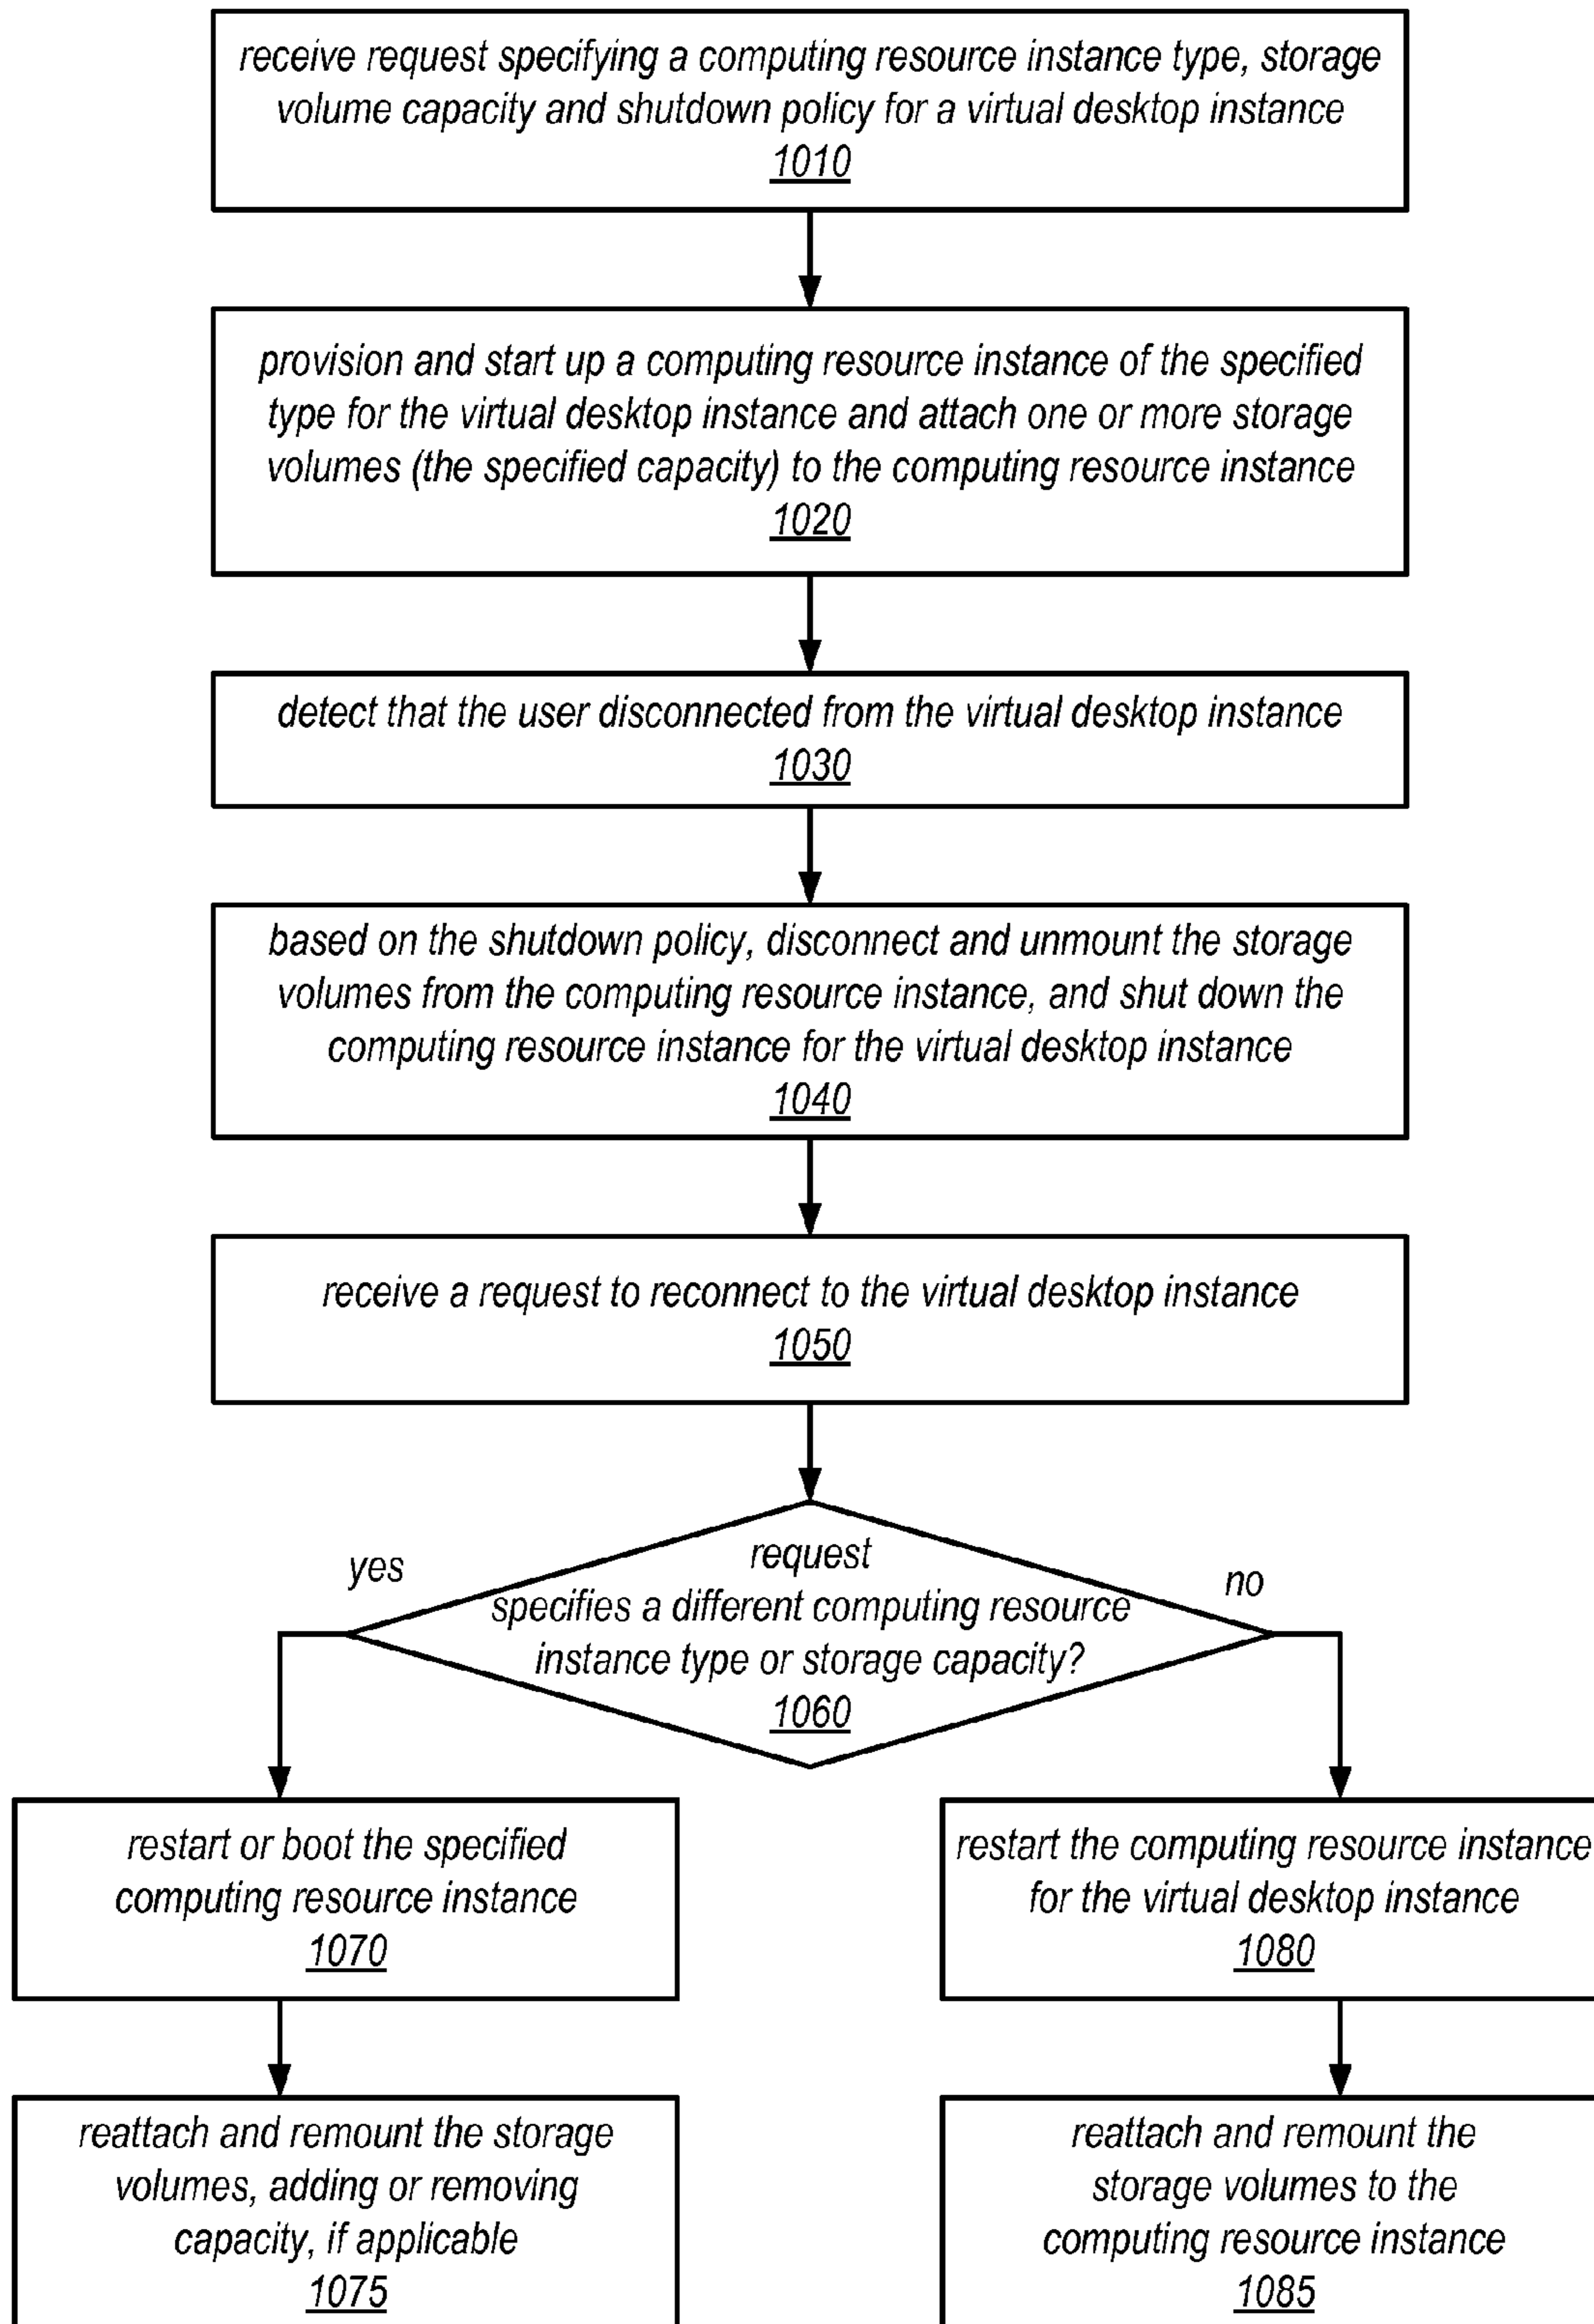 receive request specifying a computing resource instance type, storage
volume capacity and shutdown policy for a virtual desktop instance
1010
provision and start up a computing resource instance of the specified
type for the virtual desktop instance and attach one or more storage
volumes (the specified capacity) to the computing resource instance
1020
detect that the user disconnected from the virtual desktop instance
1030
based on the shutdown policy, disconnect and unmount the storage
volumes from the computing resource instance, and shut down the
computing resource instance for the virtual desktop instance
1040
receive a request to reconnect to the virtual desktop instance
1050
request
specifies a different computing resource
instance type or storage capacity?
1060
yes
no
restart or boot the specified
computing resource instance
1070
restart the computing resource instance
for the virtual desktop instance
1080
reattach and remount the storage
volumes, adding or removing
capacity, if applicable
1075
reattach and remount the
storage volumes to the
computing resource instance
1085